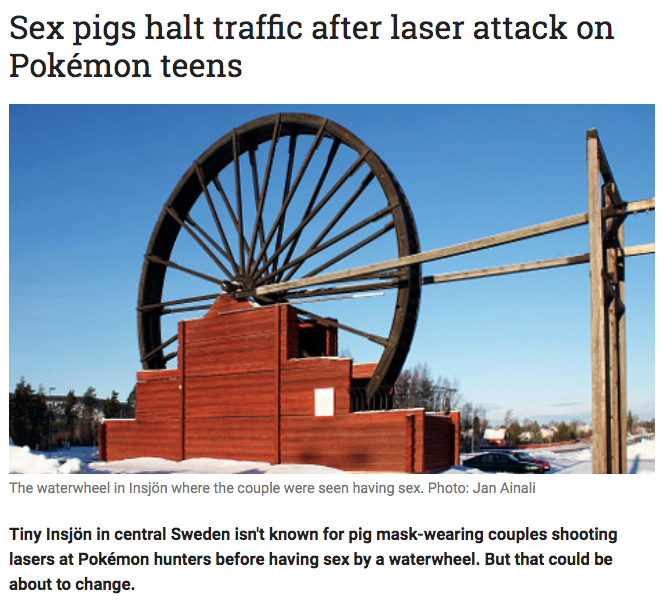 Sex pigs halt traffic after laser attack on
Pokémon teens
The waterwheel in Insjön where the couple were seen having sex. Photo: Jan Ainali
Tiny Insjön in central Sweden isn't known for pig mask-wearing couples shooting
lasers at Pokémon hunters before having sex by a waterwheel. But that could be
about to change.